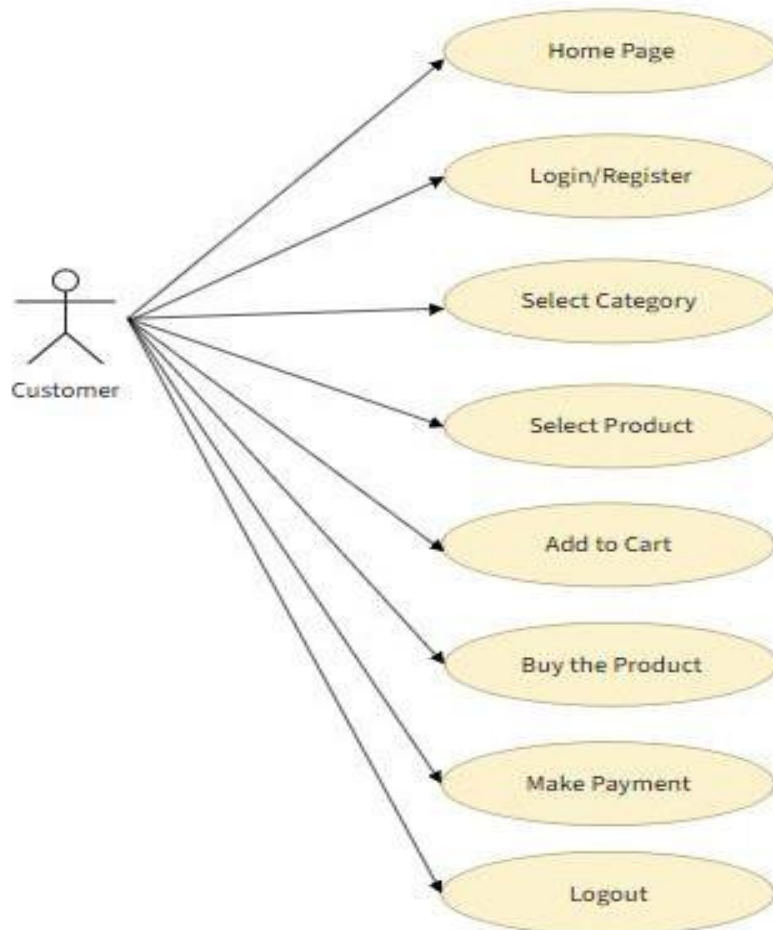 Home Page
Login/Register
Select Category
Customer
Select Product
Add to Cart
Buy the Product
Make Payment
Logout